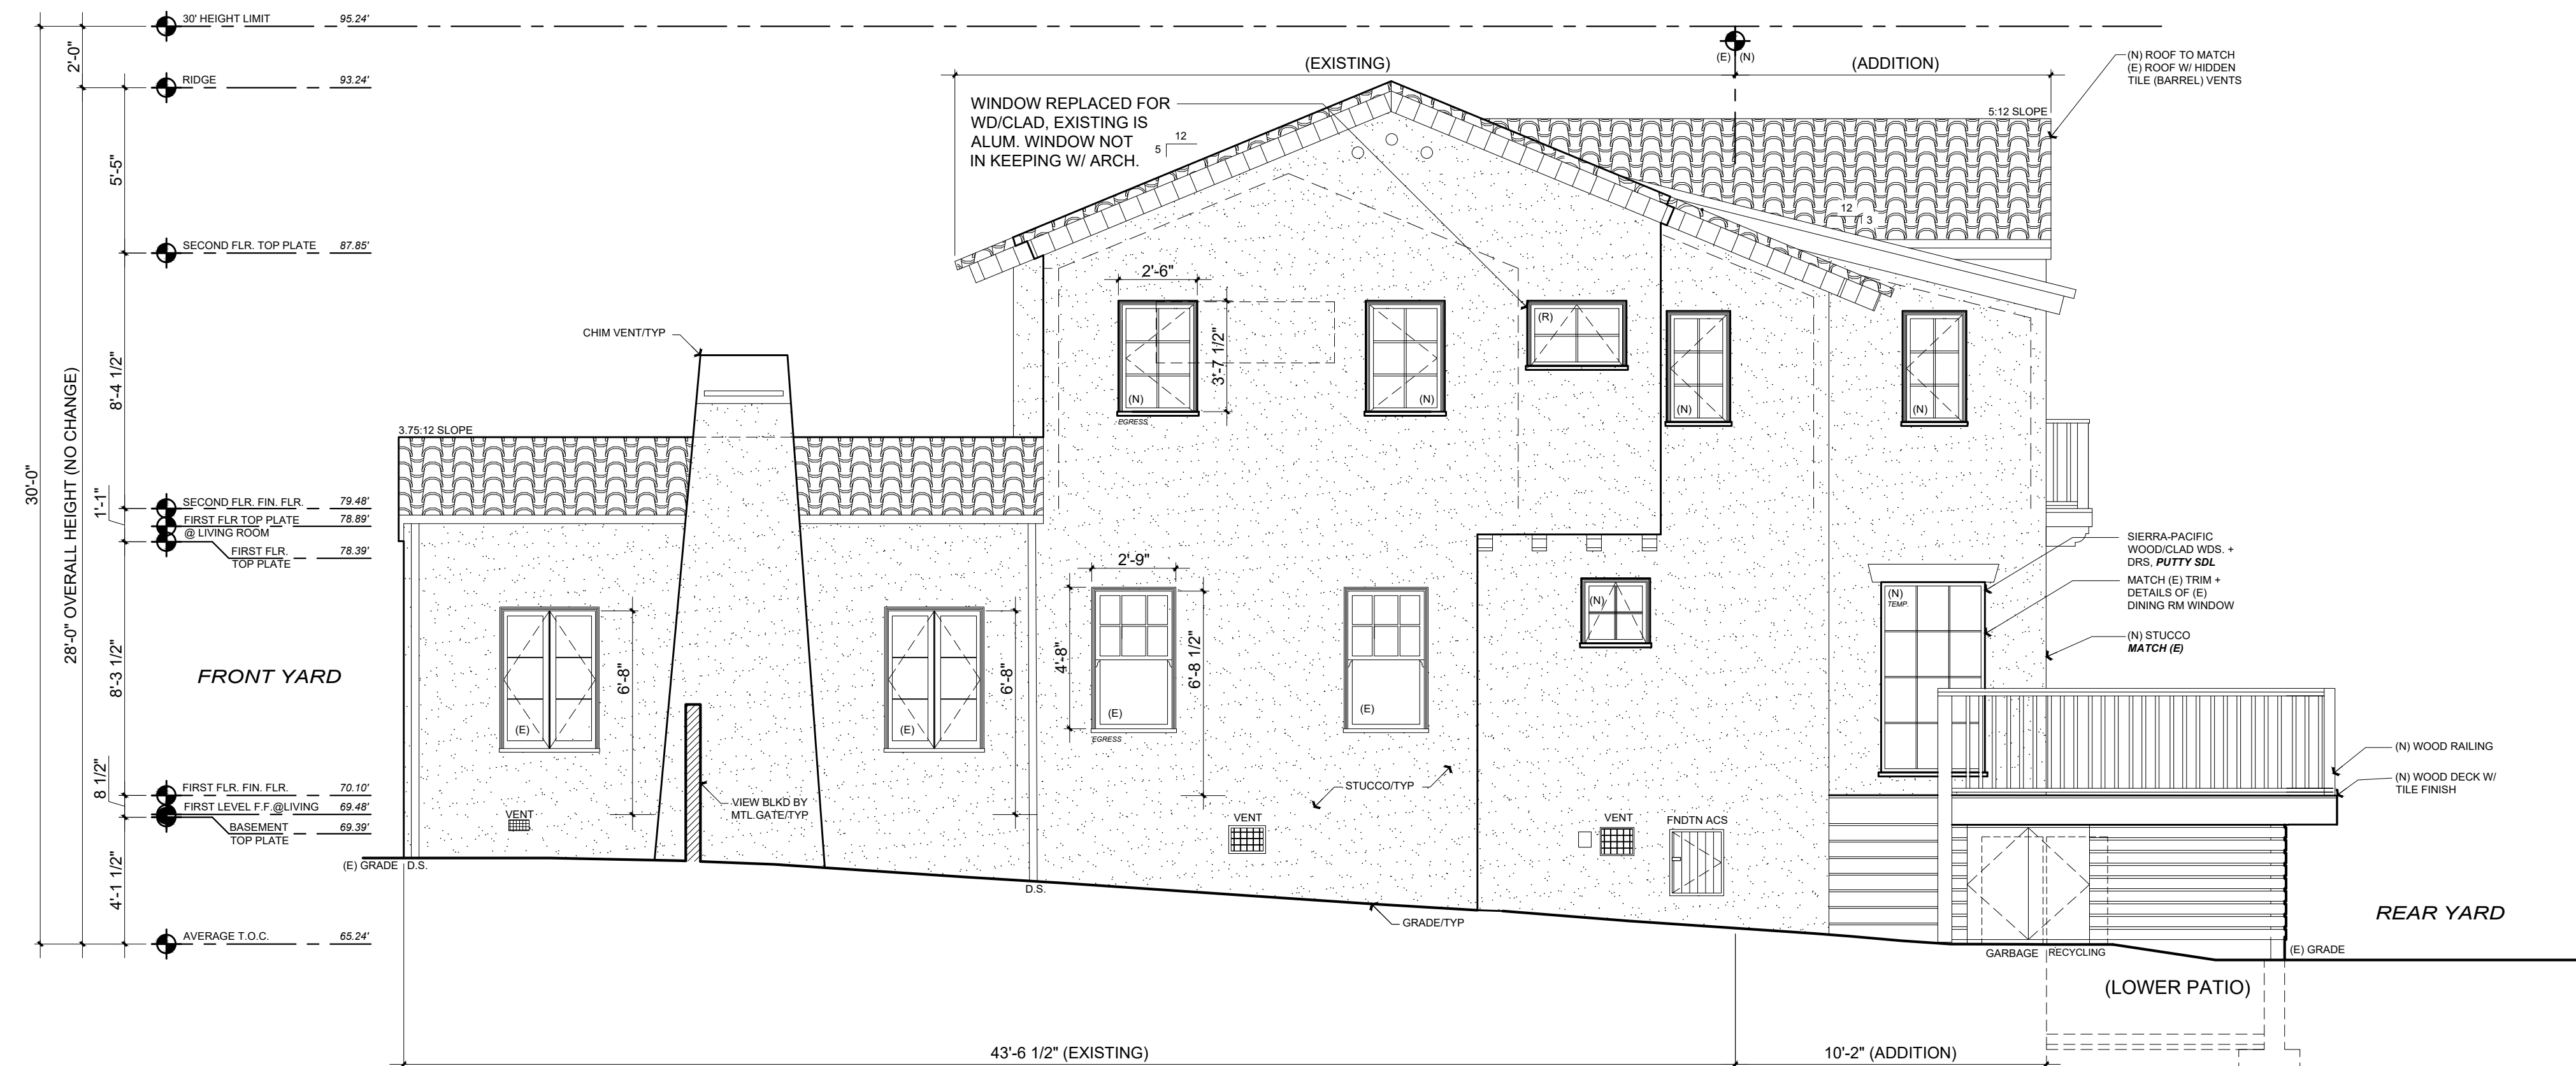 30' HEIGHT LIMIT 95.24'
RIDGE 93.24'
SECOND FLR. TOP PLATE 87.85'
SECOND FLR. FIN. FLR. 79.48'
FIRST FLR TOP PLATE 78.89'
@ LIVING ROOM
FIRST FLR. 78.39'
TOP PLATE
FIRST FLR. FIN. FLR. 70.10'
FIRST LEVEL F.F.@LIVING 69.48'
BASEMENT 69.39'
TOP PLATE
AVERAGE T.O.C. 65.24'
30'-0"
28'-0" OVERALL HEIGHT (NO CHANGE)
2'-0"
5'-5"
8'-4 1/2"
1'-1"
8'-3 1/2"
8 1/2"
4'-1 1/2"
FRONT YARD
(E) GRADE
D.S.
3.75:12 SLOPE
CHIM VENT/TYP
(E)
6'-8"
VENT
VIEW BLKD BY
MTL.GATE/TYP
(E)
6'-8"
D.S.
(EXISTING)
(E) (N)
(ADDITION)
WINDOW REPLACED FOR
WD/CLAD, EXISTING IS
ALUM. WINDOW NOT
IN KEEPING W/ ARCH.
12
5
5:12 SLOPE
12
3
(N) ROOF TO MATCH
(E) ROOF W/ HIDDEN
TILE (BARREL) VENTS
2'-6"
3'-7 1/2"
(N)
EGRESS
(N)
(R)
(N)
(N)
2'-9"
4'-8"
6'-8 1/2"
(E)
EGRESS
(E)
(N)
(N)
TEMP.
STUCCO/TYP
VENT
VENT
FNDTN ACS
GRADE/TYP
SIERRA-PACIFIC
WOOD/CLAD WDS. +
DRS, PUTTY SDL
MATCH (E) TRIM +
DETAILS OF (E)
DINING RM WINDOW
(N) STUCCO
MATCH (E)
(N) WOOD RAILING
(N) WOOD DECK W/
TILE FINISH
REAR YARD
GARBAGE
RECYCLING
(E) GRADE
(LOWER PATIO)
43'-6 1/2" (EXISTING)
10'-2" (ADDITION)